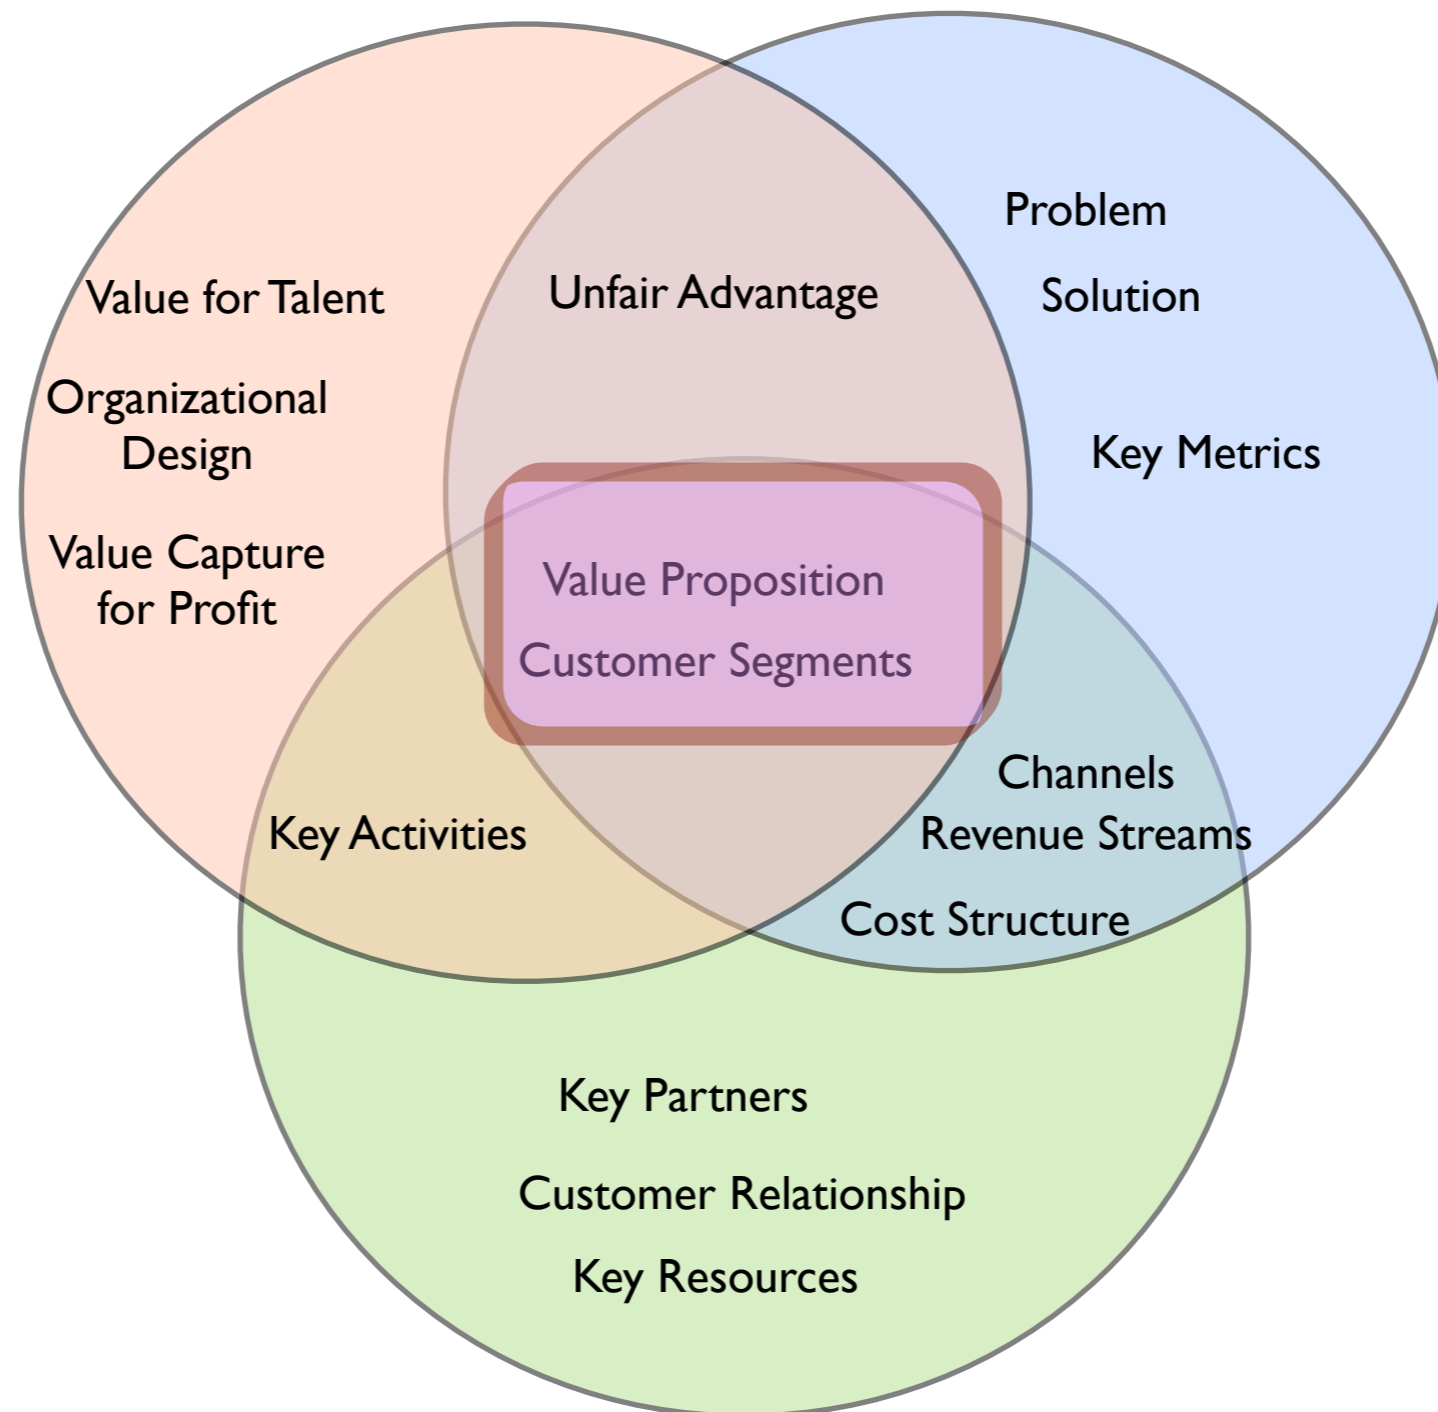 Problem
Value for Talent
Unfair Advantage
Solution
Organizational
Design
Key Metrics
Value Capture
for Profit
Value Proposition
Customer Segments
Channels
Key Activities
Revenue Streams
Cost Structure
Key Partners
Customer Relationship
Key Resources